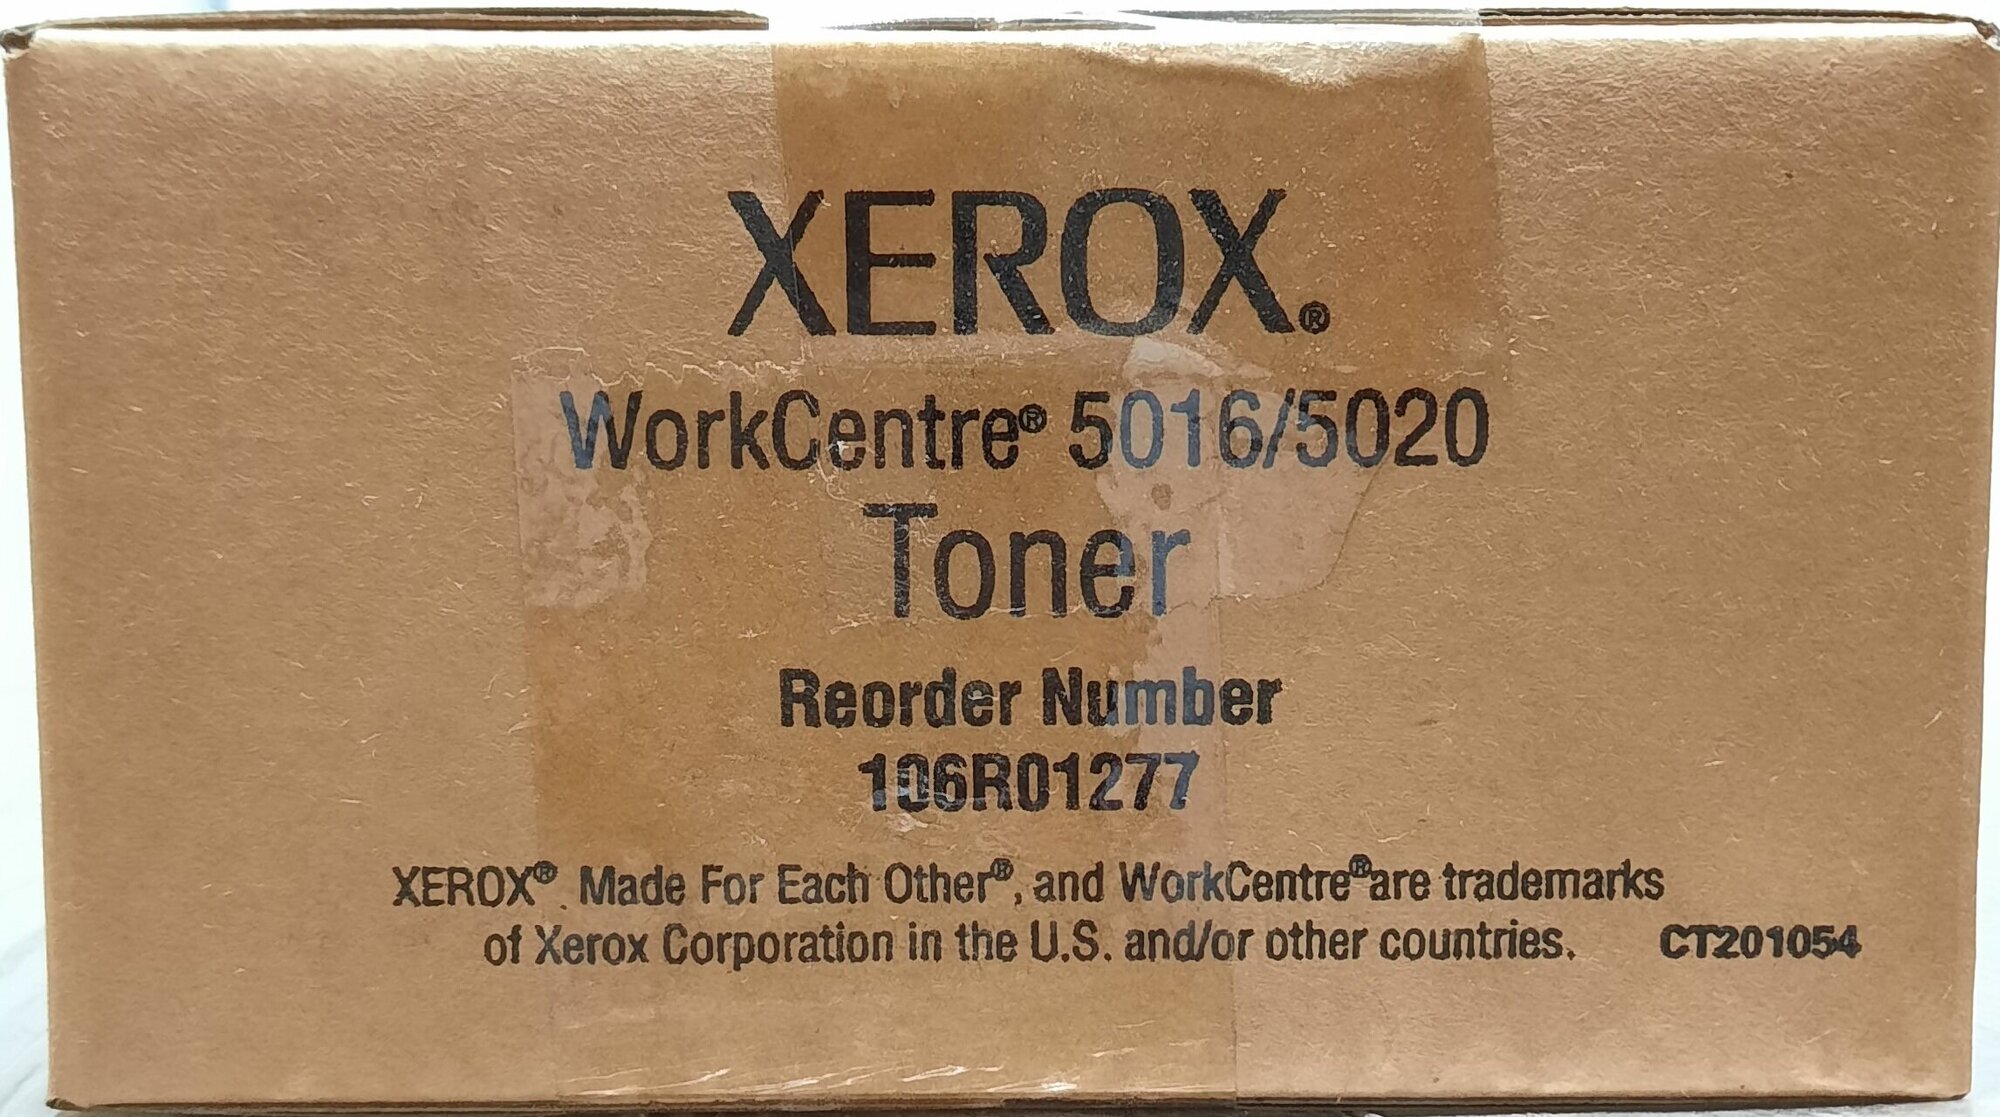 XEROX®
WorkCentre® 5016/5020
Toner
Reorder Number
106R01277
XEROX®. Made For Each Other®, and WorkCentre® are trademarks
of Xerox Corporation in the U.S. and/or other countries. CT201054